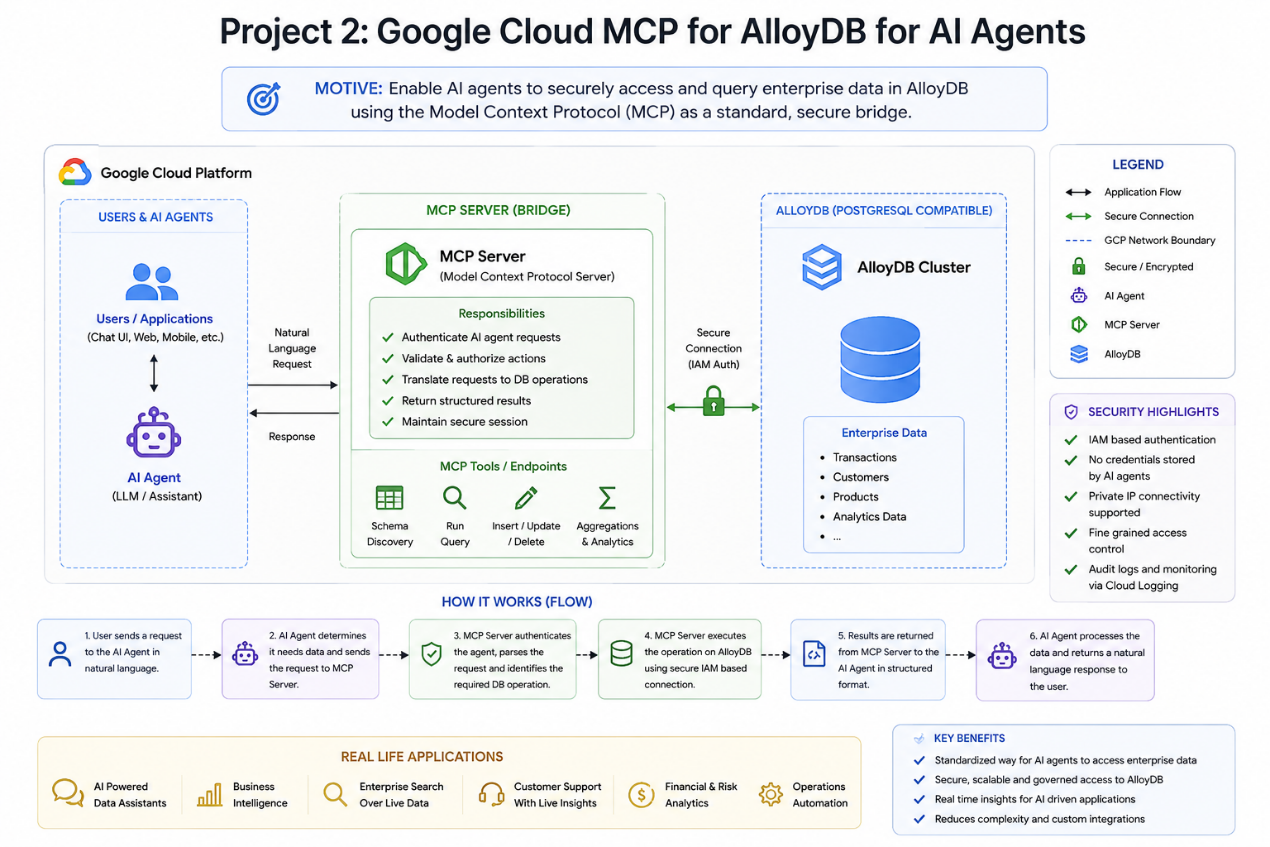 Project 2: Google Cloud MCP for AlloyDB for AI Agents
MOTIVE: Enable AI agents to securely access and query enterprise data in AlloyDB
using the Model Context Protocol (MCP) as a standard, secure bridge.
Google Cloud Platform
USERS & AI AGENTS
Users / Applications
(Chat UI, Web, Mobile, etc.)
AI Agent
(LLM / Assistant)
Natural
Language
Request
Response
MCP SERVER (BRIDGE)
MCP Server
(Model Context Protocol Server)
Responsibilities
Authenticate AI agent requests
Validate & authorize actions
Translate requests to DB operations
Return structured results
Maintain secure session
MCP Tools / Endpoints
Schema
Discovery
Run
Query
Insert / Update
/ Delete
Aggregations
& Analytics
Secure
Connection
(IAM Auth)
ALLOYDB (POSTGRESQL COMPATIBLE)
AlloyDB Cluster
Enterprise Data
• Transactions
• Customers
• Products
• Analytics Data
• ...
LEGEND
Application Flow
Secure Connection
GCP Network Boundary
Secure / Encrypted
AI Agent
MCP Server
AlloyDB
SECURITY HIGHLIGHTS
IAM based authentication
No credentials stored
by AI agents
Private IP connectivity
supported
Fine grained access
control
Audit logs and monitoring
via Cloud Logging
HOW IT WORKS (FLOW)
1. User sends a request
to the AI Agent in
natural language.
2. AI Agent determines
it needs data and sends
the request to MCP
Server.
3. MCP Server authenticates
the agent, parses the
request and identifies the
required DB operation.
4. MCP Server executes
the operation on AlloyDB
using secure IAM based
connection.
5. Results are returned
from MCP Server to the
AI Agent in structured
format.
6. AI Agent processes the
data and returns a natural
language response to
the user.
REAL LIFE APPLICATIONS
AI Powered
Data Assistants
Business
Intelligence
Enterprise Search
Over Live Data
Customer Support
With Live Insights
Financial & Risk
Analytics
Operations
Automation
KEY BENEFITS
Standardized way for AI agents to access enterprise data
Secure, scalable and governed access to AlloyDB
Real time insights for AI driven applications
Reduces complexity and custom integrations